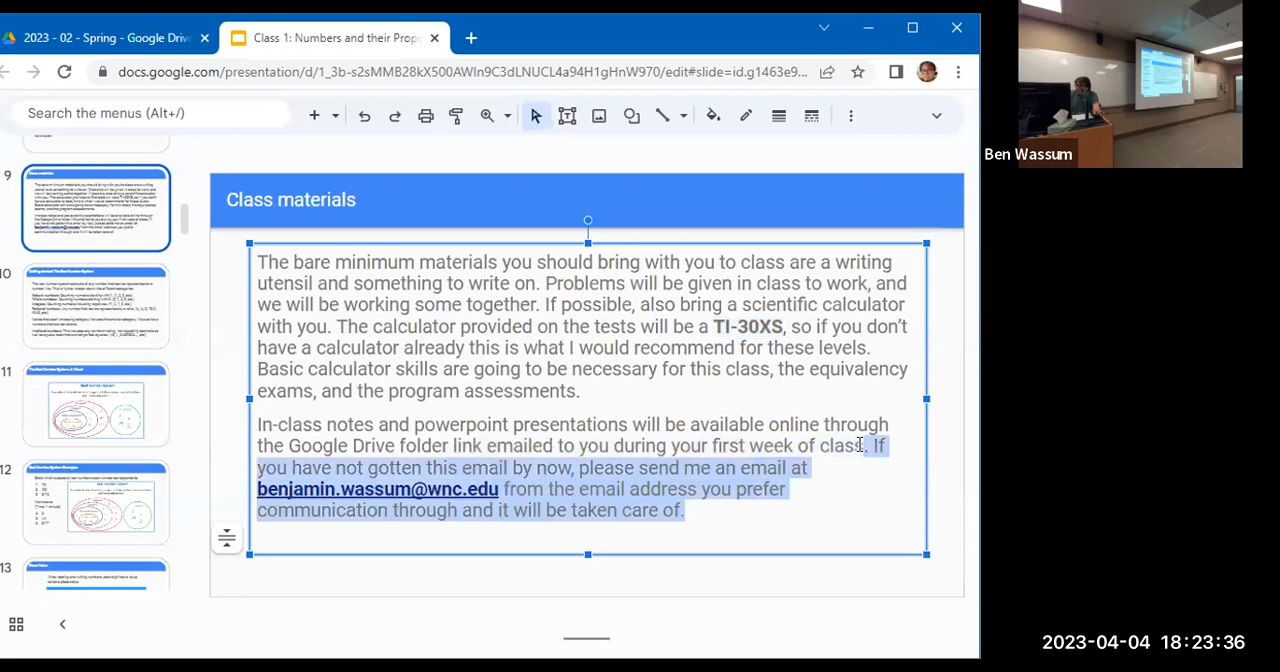 2023 - 02 - Spring - Google Driv
Class 1: Numbers and their Prope
docs.google.com/presentation/d/1_3b-s2sMMB28kX500AWIn9C3dLNUCL4a94H1gHnW970/edit#slide=id.g1463e9...
Search the menus (Alt+/)
9
Class materials
10
11
12
13
Class materials
The bare minimum materials you should bring with you to class are a writing
utensil and something to write on. Problems will be given in class to work, and
we will be working some together. If possible, also bring a scientific calculator
with you. The calculator provided on the tests will be a TI-30XS, so if you don't
have a calculator already this is what I would recommend for these levels.
Basic calculator skills are going to be necessary for this class, the equivalency
exams, and the program assessments.
In-class notes and powerpoint presentations will be available online through
the Google Drive folder link emailed to you during your first week of class. If
you have not gotten this email by now, please send me an email at
benjamin.wassum@wnc.edu from the email address you prefer
communication through and it will be taken care of.
Ben Wassum
2023-04-04 18:23:36